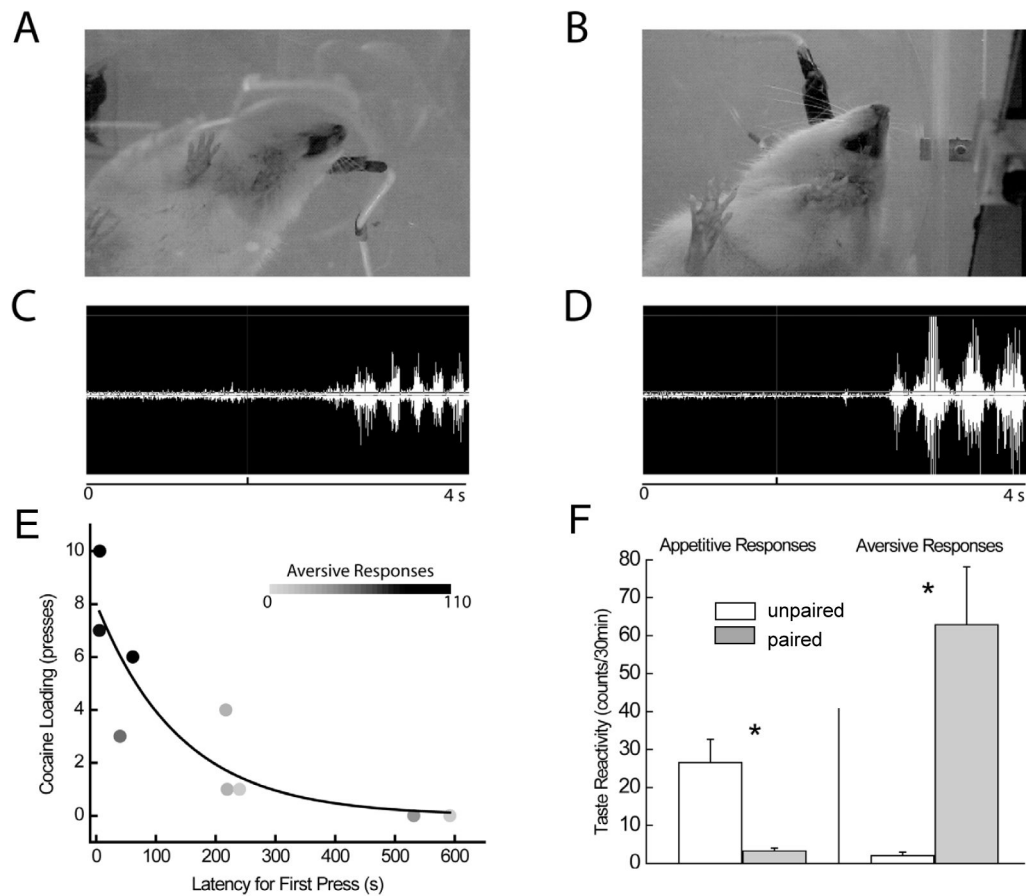 A
B
C
D
0
4 s
0
4 s
E
Cocaine Loading (presses)
10
8
6
4
2
0
Aversive Responses
0
110
0
100
200
300
400
500
600
Latency for First Press (s)
F
Appetitive Responses
Aversive Responses
Taste Reactivity (counts/30min)
80
70
60
50
40
30
20
10
0
unpaired
paired
*
*